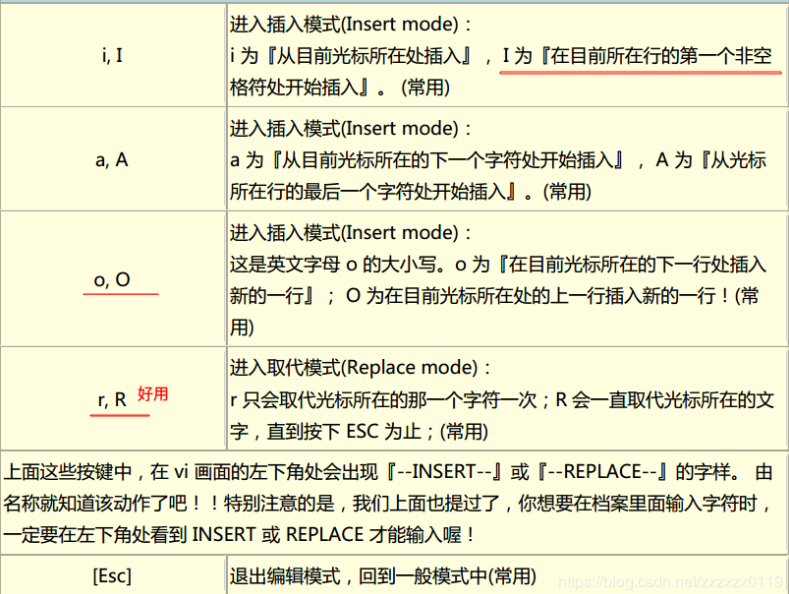 i, I
进入插入模式(Insert mode)：
i 为『从目前光标所在处插入』， I 为『在目前所在行的第一个非空
格符处开始插入』。 (常用)
a, A
进入插入模式(Insert mode)：
a 为『从目前光标所在的下一个字符处开始插入』， A 为『从光标
所在行的最后一个字符处开始插入』。(常用)
o, O
进入插入模式(Insert mode)：
这是英文字母 o 的大小写。o 为『在目前光标所在的下一行处插入
新的一行』； O 为在目前光标所在处的上一行插入新的一行！(常
用)
r, R 好用
进入取代模式(Replace mode)：
r 只会取代光标所在的那一个字符一次；R 会一直取代光标所在的文
字，直到按下 ESC 为止；(常用)
上面这些按键中，在 vi 画面的左下角处会出现『--INSERT--』或『--REPLACE--』的字样。 由
名称就知道该动作了吧！！特别注意的是，我们上面也提过了，你想要在档案里面输入字符时，
一定要在左下角处看到 INSERT 或 REPLACE 才能输入喔！
[Esc]
退出编辑模式，回到一般模式中(常用)
https://blog.csdn.net/zxzxzx0119